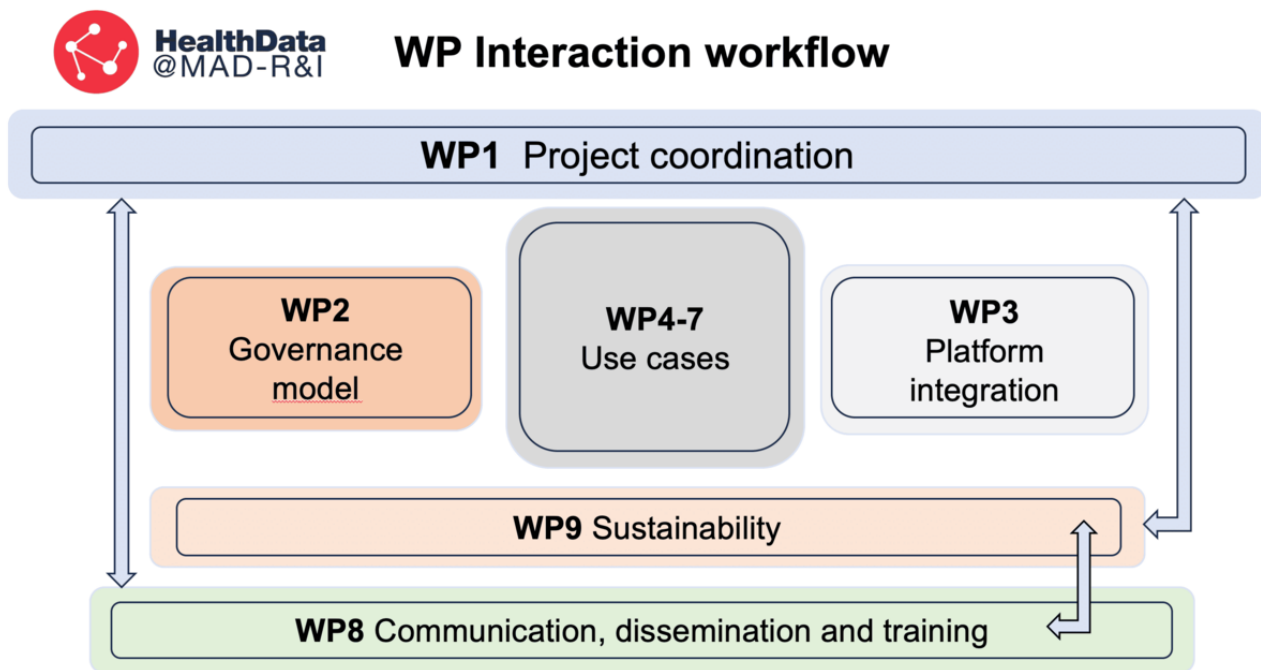 HealthData
@MAD-R&I
WP Interaction workflow
WP1 Project coordination
WP2
Governance
model
WP4-7
Use cases
WP3
Platform
integration
WP9 Sustainability
WP8 Communication, dissemination and training